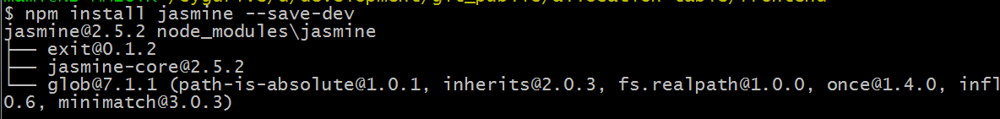 $ npm install jasmine --save-dev
jasmine@2.5.2 node_modules\jasmine
├── exit@0.1.2
├── jasmine-core@2.5.2
└── glob@7.1.1 (path-is-absolute@1.0.1, inherits@2.0.3, fs.realpath@1.0.0, once@1.4.0, infl
0.6, minimatch@3.0.3)